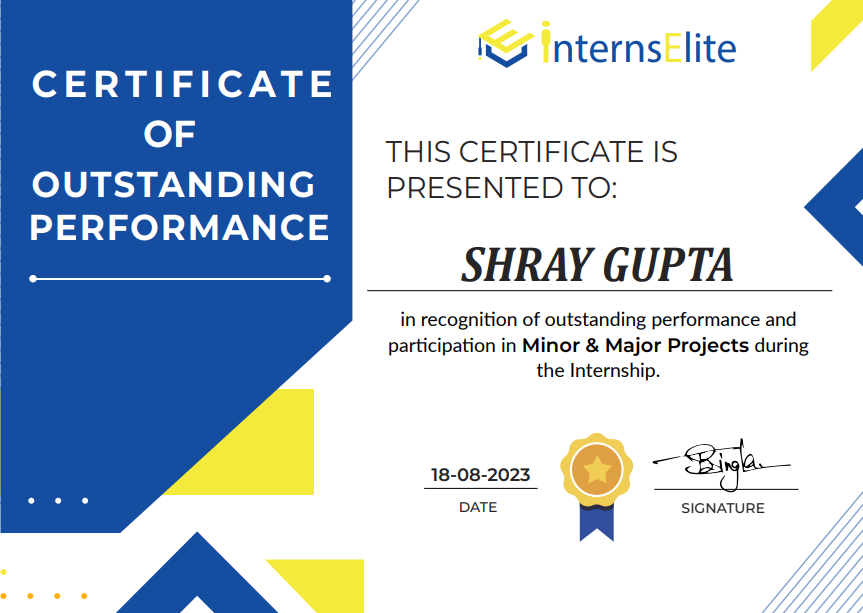 CERTIFICATE
OF
OUTSTANDING
PERFORMANCE
internsElite
THIS CERTIFICATE IS
PRESENTED TO:
SHRAY GUPTA
in recognition of outstanding performance and
participation in Minor & Major Projects during
the Internship.
18-08-2023
DATE
SIGNATURE